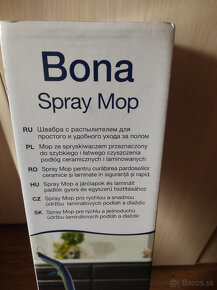 Bona
Spray Mop
RU Швабра с распылителем для
простого и удобного ухода за полом
PL Mop ze spryskiwaczem przeznaczony
do szybkiego i łatwego czyszczenia
podłóg ceramicznych i laminowanych
RO Spray Mop pentru curățarea pardoselilor
ceramice și laminate în siguranță și rapid.
HU Spray Mop a járólapok és laminált
padlók gyors és egyszerű tisztításához
CZ Spray Mop pro rychlou a snadnou
údržbu laminátových podlah a dlaždic
SK Spray Mop pre rýchlu a jednoduchú
údržbu laminátových podláh a dlaždíc
bazos.sk